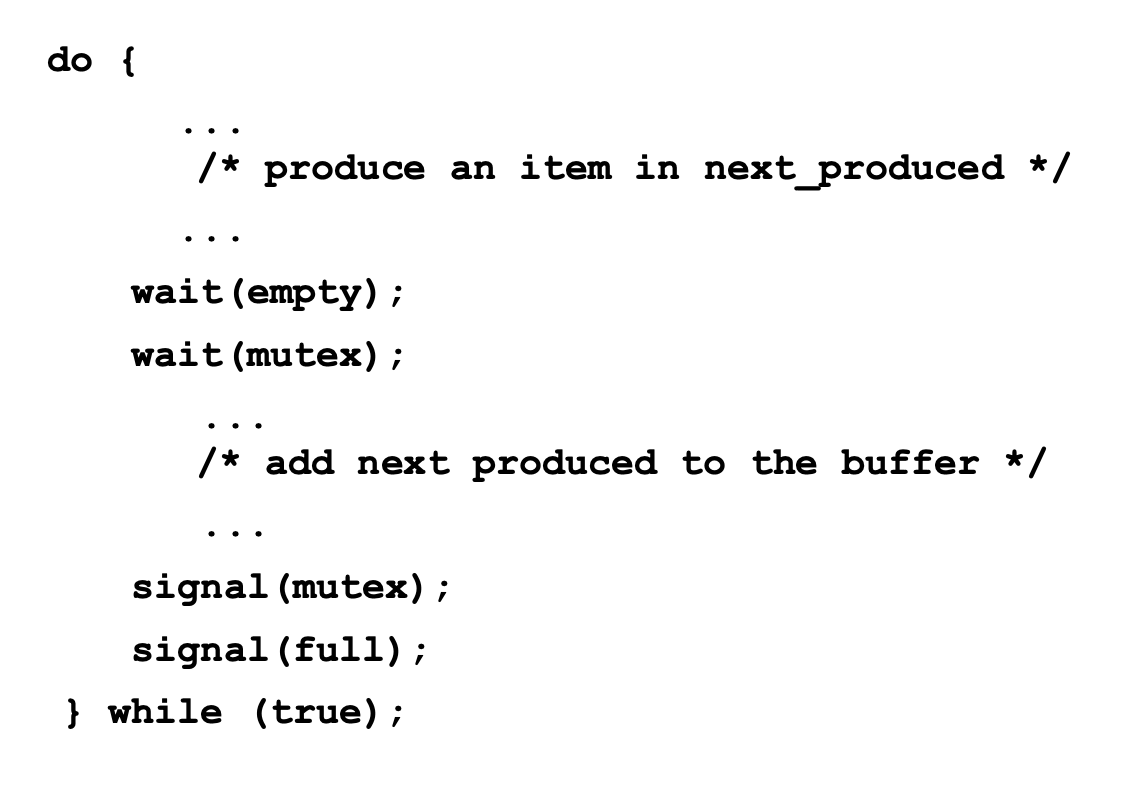 do {
...
/* produce an item in next_produced */
...
wait(empty);
wait(mutex);
...
/* add next produced to the buffer */
...
signal(mutex);
signal(full);
} while (true);